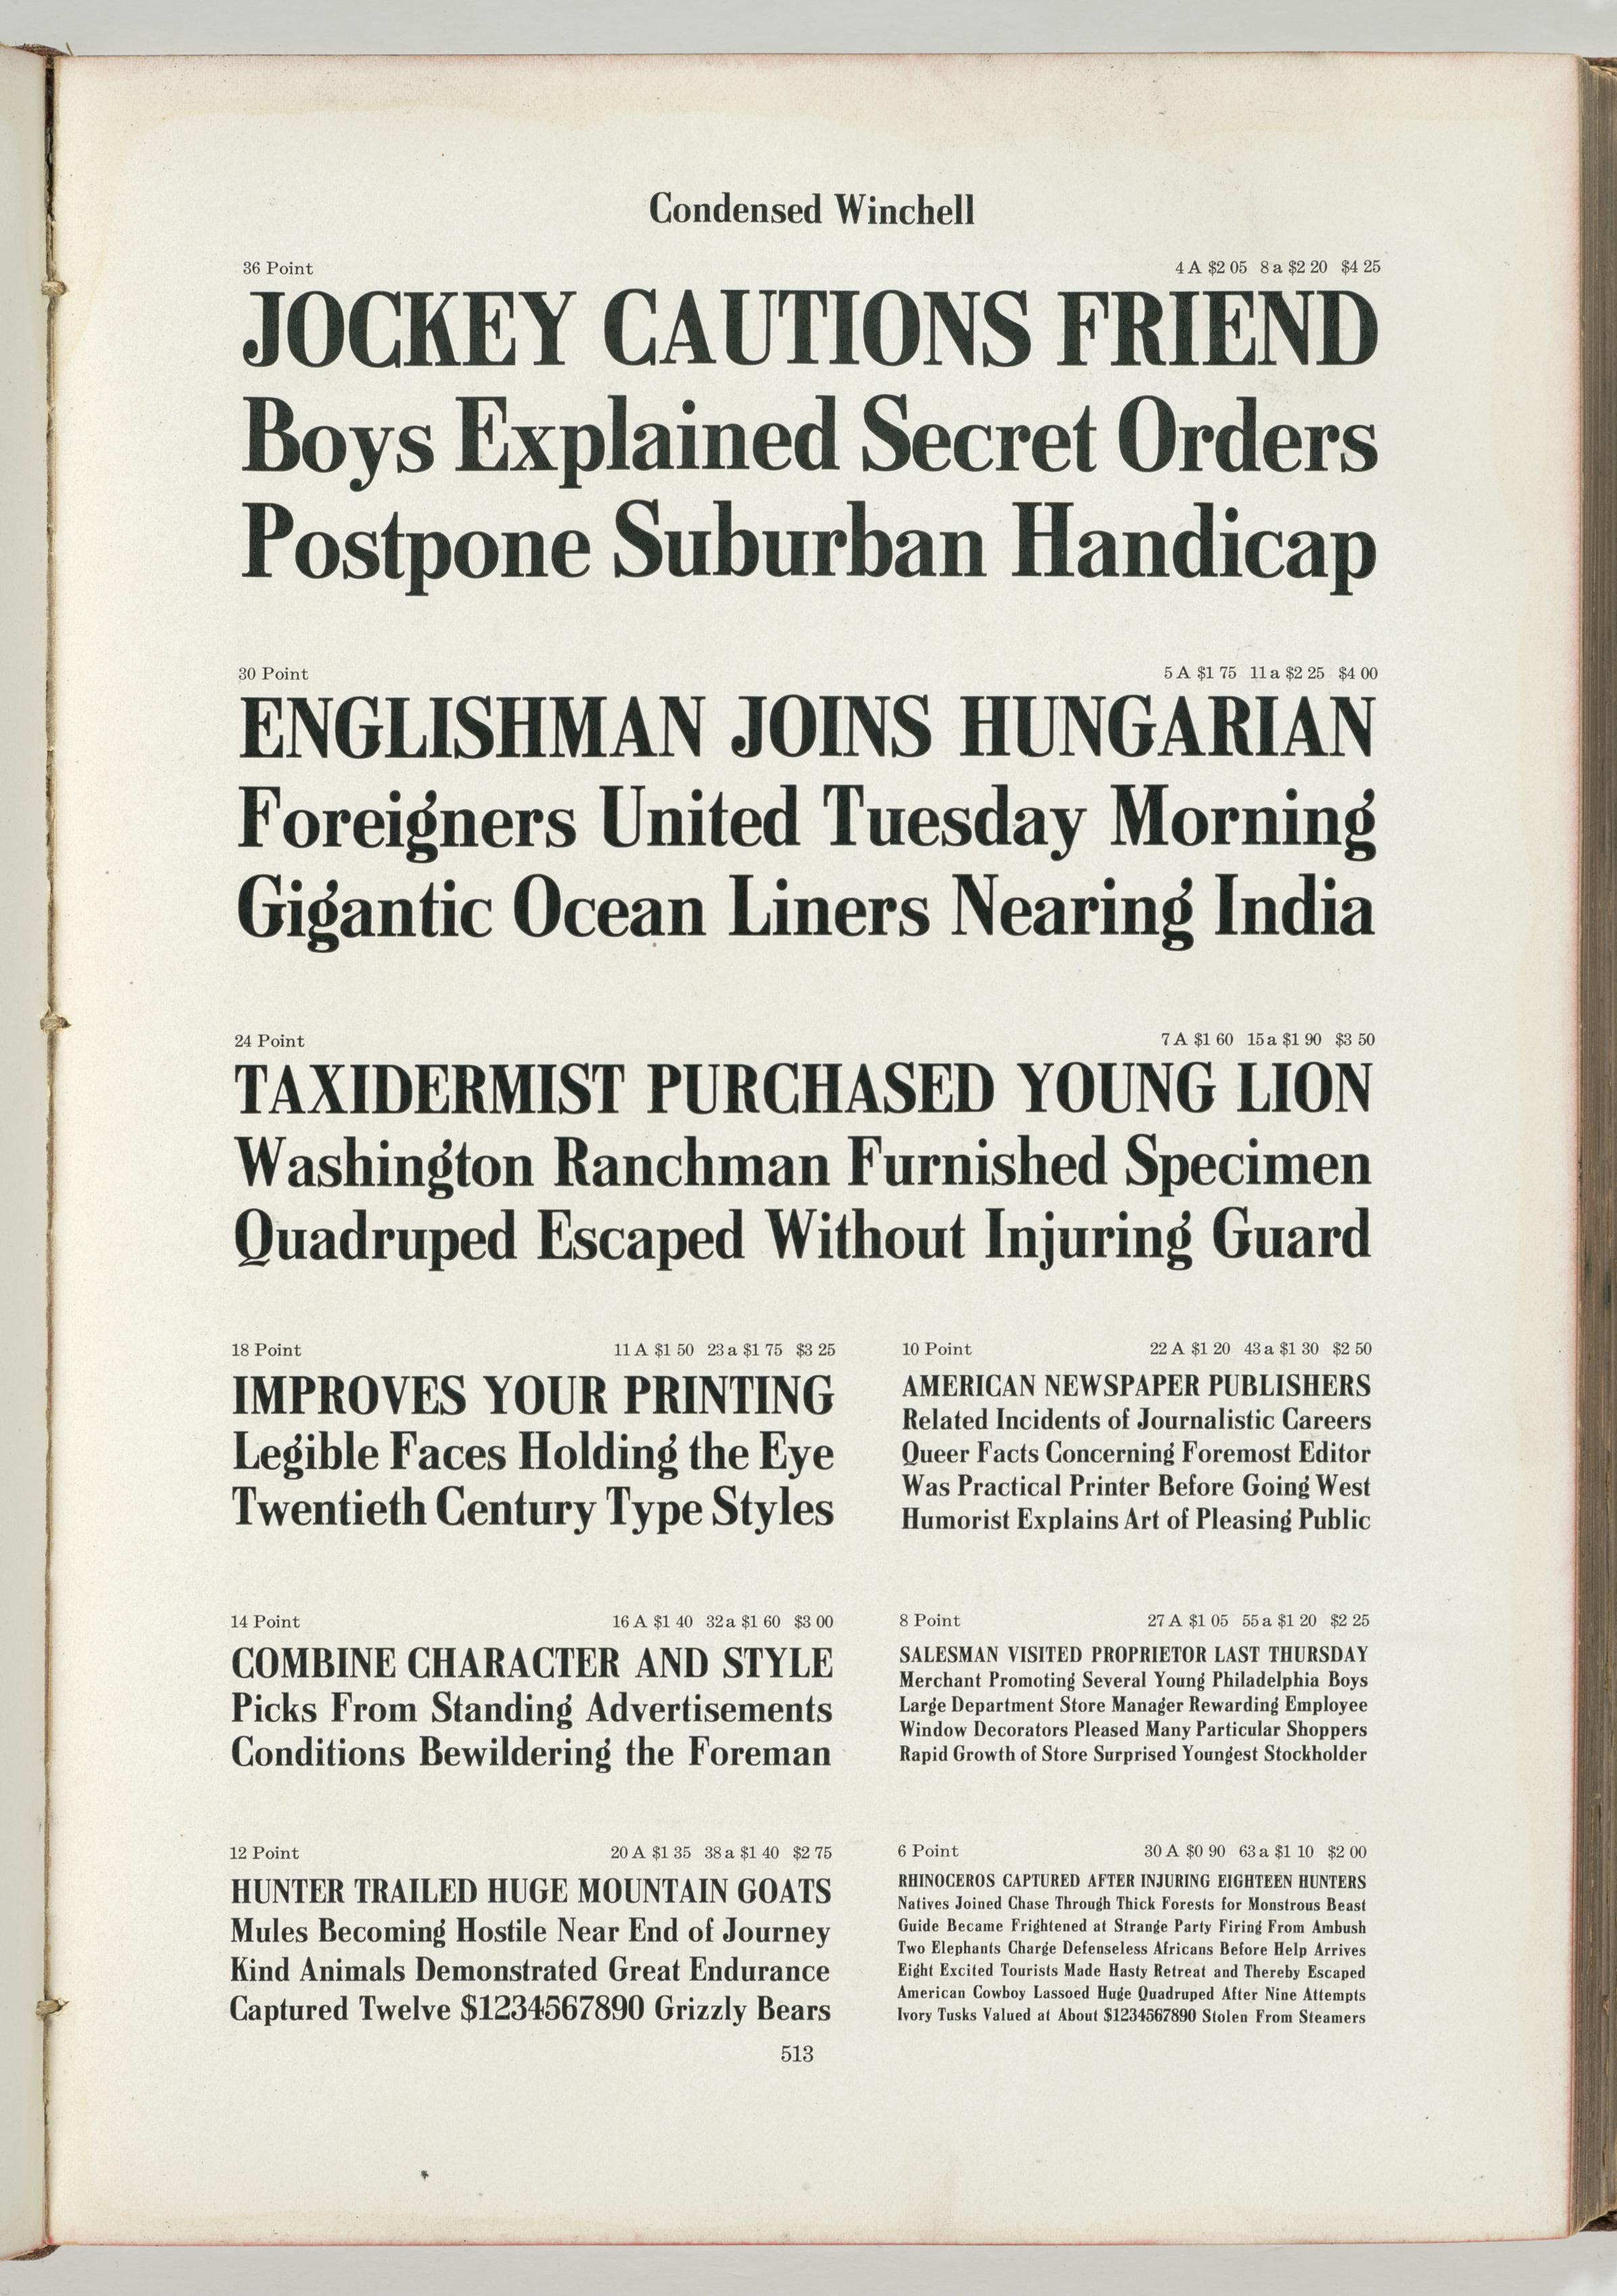 Condensed Winchell
36 Point 4 A $2 05 8 a $2 20 $4 25
JOCKEY CAUTIONS FRIEND
Boys Explained Secret Orders
Postpone Suburban Handicap
30 Point 5 A $1 75 11 a $2 25 $4 00
ENGLISHMAN JOINS HUNGARIAN
Foreigners United Tuesday Morning
Gigantic Ocean Liners Nearing India
24 Point 7 A $1 60 15 a $1 90 $3 50
TAXIDERMIST PURCHASED YOUNG LION
Washington Ranchman Furnished Specimen
Quadruped Escaped Without Injuring Guard
18 Point 11 A $1 50 23 a $1 75 $3 25
IMPROVES YOUR PRINTING
Legible Faces Holding the Eye
Twentieth Century Type Styles
14 Point 16 A $1 40 32 a $1 60 $3 00
COMBINE CHARACTER AND STYLE
Picks From Standing Advertisements
Conditions Bewildering the Foreman
12 Point 20 A $1 35 38 a $1 40 $2 75
HUNTER TRAILED HUGE MOUNTAIN GOATS
Mules Becoming Hostile Near End of Journey
Kind Animals Demonstrated Great Endurance
Captured Twelve $1234567890 Grizzly Bears
10 Point 22 A $1 20 43 a $1 30 $2 50
AMERICAN NEWSPAPER PUBLISHERS
Related Incidents of Journalistic Careers
Queer Facts Concerning Foremost Editor
Was Practical Printer Before Going West
Humorist Explains Art of Pleasing Public
8 Point 27 A $1 05 55 a $1 20 $2 25
SALESMAN VISITED PROPRIETOR LAST THURSDAY
Merchant Promoting Several Young Philadelphia Boys
Large Department Store Manager Rewarding Employee
Window Decorators Pleased Many Particular Shoppers
Rapid Growth of Store Surprised Youngest Stockholder
6 Point 30 A $0 90 63 a $1 10 $2 00
RHINOCEROS CAPTURED AFTER INJURING EIGHTEEN HUNTERS
Natives Joined Chase Through Thick Forests for Monstrous Beast
Guide Became Frightened at Strange Party Firing From Ambush
Two Elephants Charge Defenseless Africans Before Help Arrives
Eight Excited Tourists Made Hasty Retreat and Thereby Escaped
American Cowboy Lassoed Huge Quadruped After Nine Attempts
Ivory Tusks Valued at About $1234567890 Stolen From Steamers
513